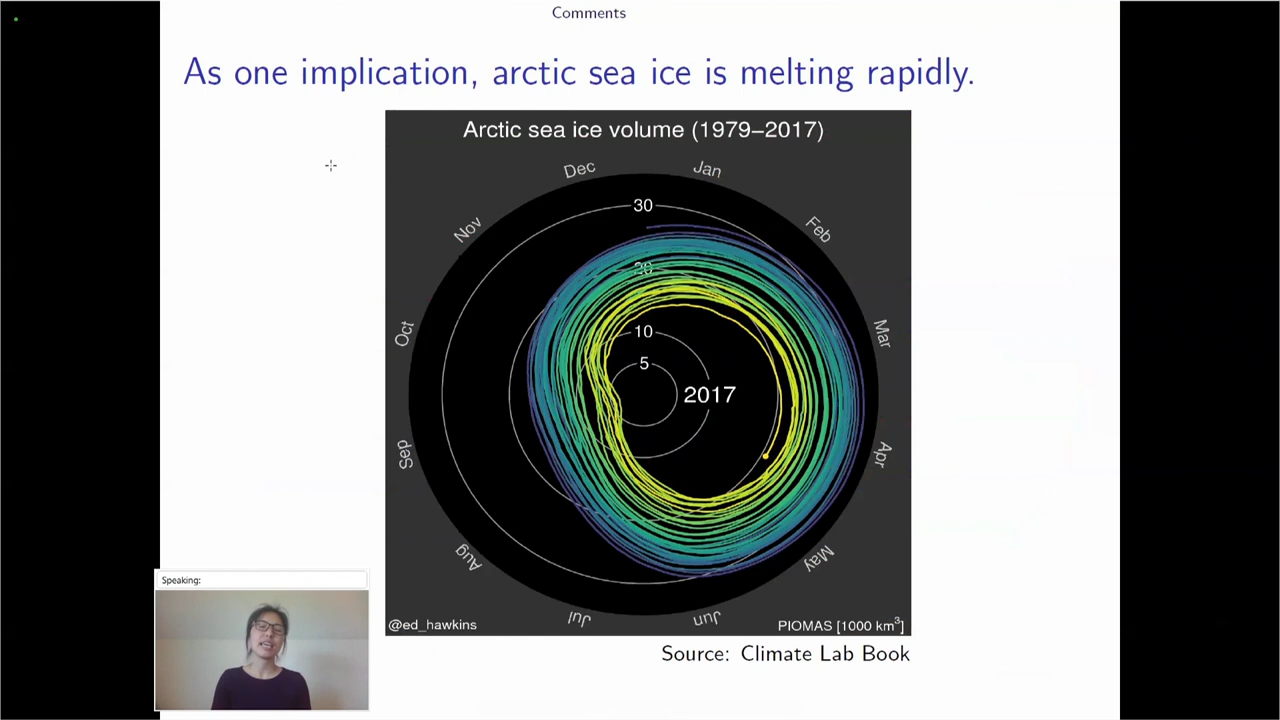 Comments
As one implication, arctic sea ice is melting rapidly.
Arctic sea ice volume (1979–2017)
Dec
Jan
Nov
Feb
30
20
10
5
2017
Oct
Mar
Sep
Apr
Aug
May
Jul
Jun
@ed_hawkins
PIOMAS [1000 km³]
Source: Climate Lab Book
Speaking: